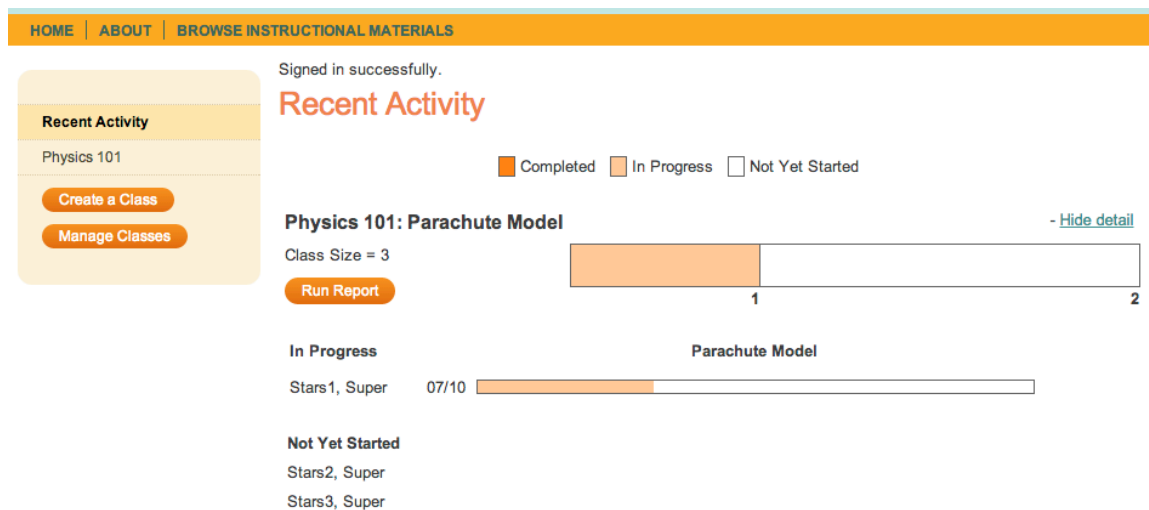 HOME | ABOUT | BROWSE INSTRUCTIONAL MATERIALS
Signed in successfully.
Recent Activity
Recent Activity
Physics 101
Create a Class
Manage Classes
Completed In Progress Not Yet Started
Physics 101: Parachute Model - Hide detail
Class Size = 3
Run Report
1 2
In Progress Parachute Model
Stars1, Super 07/10
Not Yet Started
Stars2, Super
Stars3, Super